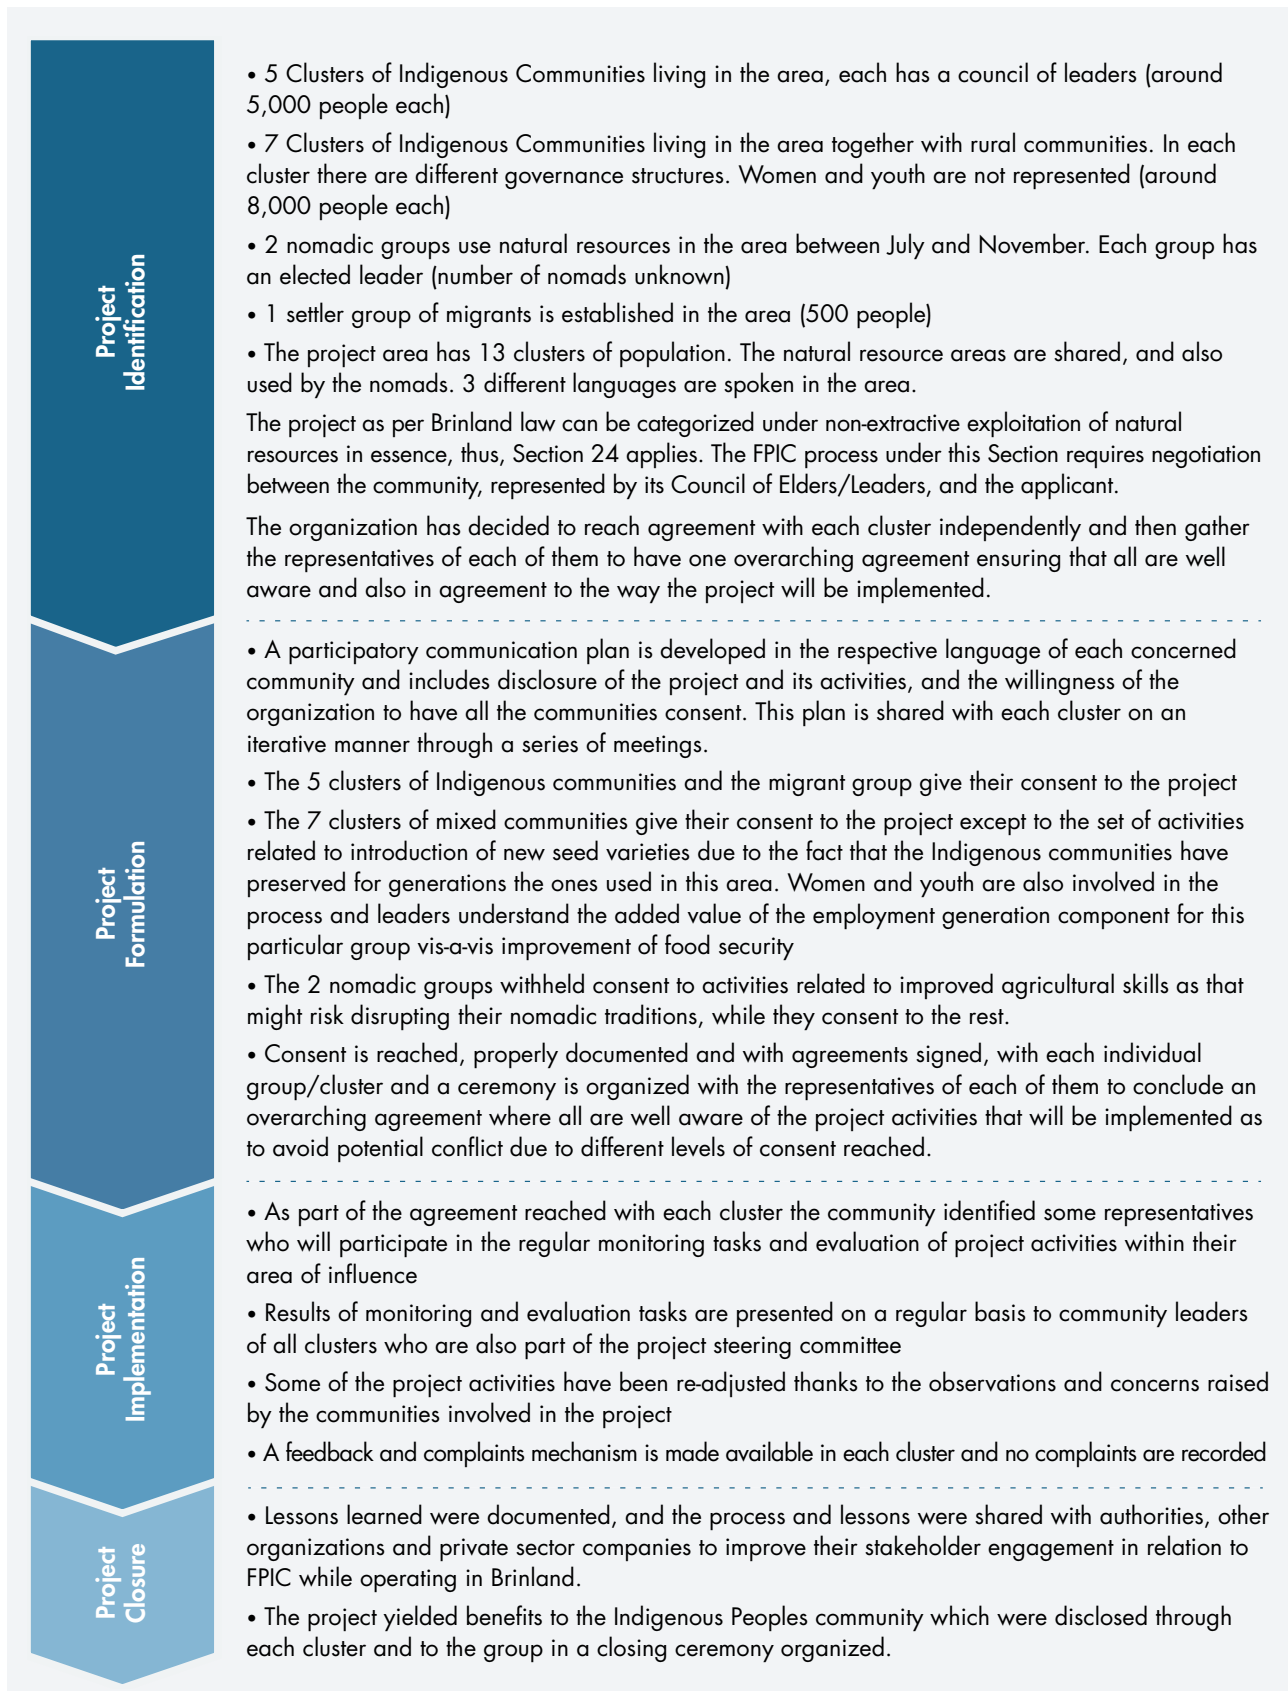 Project
Identification
• 5 Clusters of Indigenous Communities living in the area, each has a council of leaders (around
5,000 people each)
• 7 Clusters of Indigenous Communities living in the area together with rural communities. In each
cluster there are different governance structures. Women and youth are not represented (around
8,000 people each)
• 2 nomadic groups use natural resources in the area between July and November. Each group has
an elected leader (number of nomads unknown)
• 1 settler group of migrants is established in the area (500 people)
• The project area has 13 clusters of population. The natural resource areas are shared, and also
used by the nomads. 3 different languages are spoken in the area.
The project as per Brinland law can be categorized under non-extractive exploitation of natural
resources in essence, thus, Section 24 applies. The FPIC process under this Section requires negotiation
between the community, represented by its Council of Elders/Leaders, and the applicant.
The organization has decided to reach agreement with each cluster independently and then gather
the representatives of each of them to have one overarching agreement ensuring that all are well
aware and also in agreement to the way the project will be implemented.
Project
Formulation
• A participatory communication plan is developed in the respective language of each concerned
community and includes disclosure of the project and its activities, and the willingness of the
organization to have all the communities consent. This plan is shared with each cluster on an
iterative manner through a series of meetings.
• The 5 clusters of Indigenous communities and the migrant group give their consent to the project
• The 7 clusters of mixed communities give their consent to the project except to the set of activities
related to introduction of new seed varieties due to the fact that the Indigenous communities have
preserved for generations the ones used in this area. Women and youth are also involved in the
process and leaders understand the added value of the employment generation component for this
particular group vis-a-vis improvement of food security
• The 2 nomadic groups withheld consent to activities related to improved agricultural skills as that
might risk disrupting their nomadic traditions, while they consent to the rest.
• Consent is reached, properly documented and with agreements signed, with each individual
group/cluster and a ceremony is organized with the representatives of each of them to conclude an
overarching agreement where all are well aware of the project activities that will be implemented as
to avoid potential conflict due to different levels of consent reached.
Project
Implementation
• As part of the agreement reached with each cluster the community identified some representatives
who will participate in the regular monitoring tasks and evaluation of project activities within their
area of influence
• Results of monitoring and evaluation tasks are presented on a regular basis to community leaders
of all clusters who are also part of the project steering committee
• Some of the project activities have been re-adjusted thanks to the observations and concerns raised
by the communities involved in the project
• A feedback and complaints mechanism is made available in each cluster and no complaints are recorded
Project
Closure
• Lessons learned were documented, and the process and lessons were shared with authorities, other
organizations and private sector companies to improve their stakeholder engagement in relation to
FPIC while operating in Brinland.
• The project yielded benefits to the Indigenous Peoples community which were disclosed through
each cluster and to the group in a closing ceremony organized.